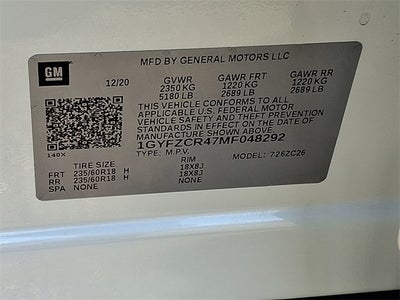 GM
MFD BY GENERAL MOTORS LLC
12/20 GVWR GAWR FRT GAWR RR
2350 KG 1220 KG 1220 KG
5180 LB 2689 LB 2689 LB
THIS VEHICLE CONFORMS TO ALL
APPLICABLE U.S. FEDERAL MOTOR
VEHICLE SAFETY AND THEFT PREVENTION
STANDARDS IN EFFECT ON THE DATE OF
MANUFACTURE SHOWN ABOVE.
1GYFZCR47MF048292
140X TYPE: M.P.V. MODEL: 726ZC26
TIRE SIZE RIM
FRT 235/60R18 H 18X8J
RR 235/60R18 H 18X8J
SPA NONE NONE